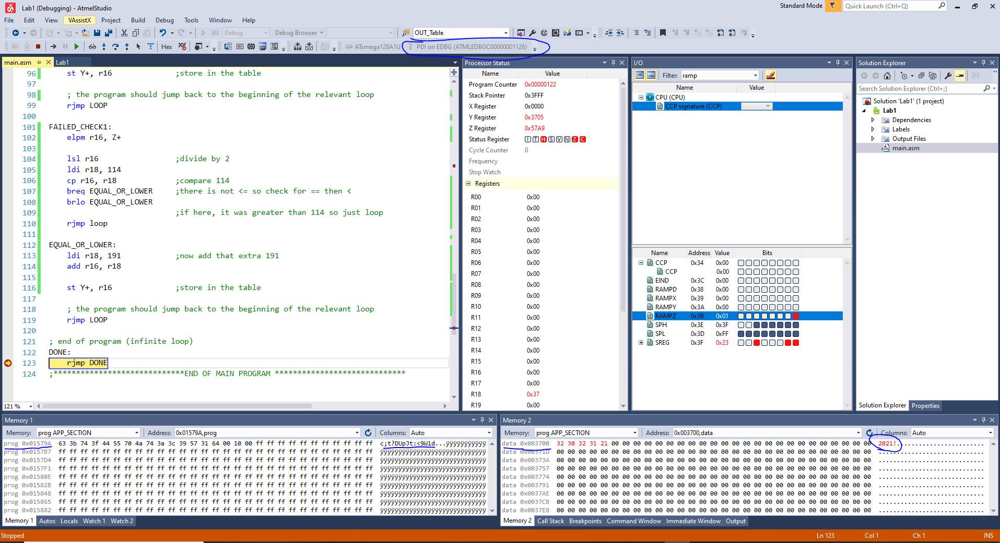 Lab1 (Debugging) - AtmelStudio
Standard Mode
Quick Launch (Ctrl+Q)
File Edit View VAssistX Project Build Debug Tools Window Help
Debug
Debug Browser
OUT_Table
Hex
ATxmega128A1U
PDI on EDBG (ATMLEDBGC00000001126)
main.asm
Lab1
96 st Y+, r16 ;store in the table
97
98 ; the program should jump back to the beginning of the relevant loop
99 rjmp LOOP
100
101 FAILED_CHECK1:
102 elpm r16, Z+
103
104 lsl r16 ;divide by 2
105 ldi r18, 114
106 cp r16, r18 ;compare 114
107 breq EQUAL_OR_LOWER ;there is not <= so check for == then <
108 brlo EQUAL_OR_LOWER
109 ;if here, it was greater than 114 so just loop
110 rjmp loop
111
112 EQUAL_OR_LOWER:
113 ldi r18, 191 ;now add that extra 191
114 add r16, r18
115
116 st Y+, r16 ;store in the table
117
118 ; the program should jump back to the beginning of the relevant loop
119 rjmp LOOP
120
121 ; end of program (infinite loop)
122 DONE:
123 rjmp DONE
124 ;*****************************END OF MAIN PROGRAM *****************************
121 %
Processor Status
Name Value
Program Counter 0x00000122
Stack Pointer 0x3FFF
X Register 0x0000
Y Register 0x3705
Z Register 0x57A9
Status Register I T H S V N Z C
Cycle Counter 0
Frequency
Stop Watch
Registers
R00 0x00
R01 0x00
R02 0x00
R03 0x00
R04 0x00
R05 0x00
R06 0x00
R07 0x00
R08 0x00
R09 0x00
R10 0x00
R11 0x00
R12 0x00
R13 0x00
R14 0x00
R15 0x00
R16 0x00
R17 0x00
R18 0x37
R19 0x00
I/O
Filter: ramp
Name Value
CPU (CPU)
CCP signature (CCP)
Name Address Value Bits
CCP 0x34 0x00
CCP 0x00
EIND 0x3C 0x00
RAMPD 0x38 0x00
RAMPX 0x39 0x00
RAMPY 0x3A 0x00
RAMPZ 0x3B 0x01
SPH 0x3E 0x3F
SPL 0x3D 0xFF
SREG 0x3F 0x23
Solution Explorer
Search Solution Explorer (Ctrl+;)
Solution 'Lab1' (1 project)
Lab1
Dependencies
Labels
Output Files
main.asm
Solution Explorer Properties
Memory 1
Memory: prog APP_SECTION Address: 0x01579A,prog Columns: Auto
prog 0x01579A 63 3b 74 3f 44 55 70 4a 74 3a 3c 39 57 31 64 00 10 00 ff ff ff ff ff ff ff ff ff ff ff c;t?DUpJt:<9W1d...ÿÿÿÿÿÿÿÿÿÿÿ
prog 0x0157B7 ff ff ff ff ff ff ff ff ff ff ff ff ff ff ff ff ff ff ff ff ff ff ff ff ff ff ff ff ff ÿÿÿÿÿÿÿÿÿÿÿÿÿÿÿÿÿÿÿÿÿÿÿÿÿÿÿÿÿ
prog 0x0157D4 ff ff ff ff ff ff ff ff ff ff ff ff ff ff ff ff ff ff ff ff ff ff ff ff ff ff ff ff ff ÿÿÿÿÿÿÿÿÿÿÿÿÿÿÿÿÿÿÿÿÿÿÿÿÿÿÿÿÿ
prog 0x0157F1 ff ff ff ff ff ff ff ff ff ff ff ff ff ff ff ff ff ff ff ff ff ff ff ff ff ff ff ff ff ÿÿÿÿÿÿÿÿÿÿÿÿÿÿÿÿÿÿÿÿÿÿÿÿÿÿÿÿÿ
prog 0x01580E ff ff ff ff ff ff ff ff ff ff ff ff ff ff ff ff ff ff ff ff ff ff ff ff ff ff ff ff ff ÿÿÿÿÿÿÿÿÿÿÿÿÿÿÿÿÿÿÿÿÿÿÿÿÿÿÿÿÿ
prog 0x01582B ff ff ff ff ff ff ff ff ff ff ff ff ff ff ff ff ff ff ff ff ff ff ff ff ff ff ff ff ff ÿÿÿÿÿÿÿÿÿÿÿÿÿÿÿÿÿÿÿÿÿÿÿÿÿÿÿÿÿ
prog 0x015848 ff ff ff ff ff ff ff ff ff ff ff ff ff ff ff ff ff ff ff ff ff ff ff ff ff ff ff ff ff ÿÿÿÿÿÿÿÿÿÿÿÿÿÿÿÿÿÿÿÿÿÿÿÿÿÿÿÿÿ
prog 0x015865 ff ff ff ff ff ff ff ff ff ff ff ff ff ff ff ff ff ff ff ff ff ff ff ff ff ff ff ff ff ÿÿÿÿÿÿÿÿÿÿÿÿÿÿÿÿÿÿÿÿÿÿÿÿÿÿÿÿÿ
prog 0x015882 ff ff ff ff ff ff ff ff ff ff ff ff ff ff ff ff ff ff ff ff ff ff ff ff ff ff ff ff ff ÿÿÿÿÿÿÿÿÿÿÿÿÿÿÿÿÿÿÿÿÿÿÿÿÿÿÿÿÿ
Memory 1 Autos Locals Watch 1 Watch 2
Memory 2
Memory: prog APP_SECTION Address: 0x003700,data Columns: Auto
data 0x003700 32 30 32 31 21 00 00 00 00 00 00 00 00 00 00 00 00 00 00 00 00 00 00 00 00 00 00 00 00 2021!........................
data 0x00371D 00 00 00 00 00 00 00 00 00 00 00 00 00 00 00 00 00 00 00 00 00 00 00 00 00 00 00 00 00 .............................
data 0x00373A 00 00 00 00 00 00 00 00 00 00 00 00 00 00 00 00 00 00 00 00 00 00 00 00 00 00 00 00 00 .............................
data 0x003757 00 00 00 00 00 00 00 00 00 00 00 00 00 00 00 00 00 00 00 00 00 00 00 00 00 00 00 00 00 .............................
data 0x003774 00 00 00 00 00 00 00 00 00 00 00 00 00 00 00 00 00 00 00 00 00 00 00 00 00 00 00 00 00 .............................
data 0x003791 00 00 00 00 00 00 00 00 00 00 00 00 00 00 00 00 00 00 00 00 00 00 00 00 00 00 00 00 00 .............................
data 0x0037AE 00 00 00 00 00 00 00 00 00 00 00 00 00 00 00 00 00 00 00 00 00 00 00 00 00 00 00 00 00 .............................
data 0x0037CB 00 00 00 00 00 00 00 00 00 00 00 00 00 00 00 00 00 00 00 00 00 00 00 00 00 00 00 00 00 .............................
data 0x0037E8 00 00 00 00 00 00 00 00 00 00 00 00 00 00 00 00 00 00 00 00 00 00 00 00 00 00 00 00 00 .............................
Memory 2 Call Stack Breakpoints Command Window Immediate Window Output
Stopped
Ln 123 Col 1 Ch 1 INS